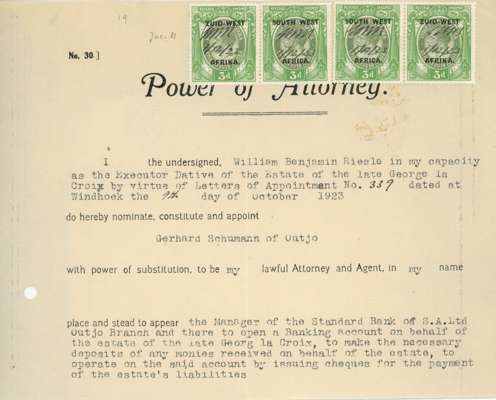 19
No. 30]
ZUID-WEST SOUTH WEST ZUID-WEST SOUTH WEST ZUID-WEST
AFRIKA. AFRICA. AFRICA. AFRIKA.
3d 3d 3d 3d
Power of Attorney.
I the undersigned, William Benjamin Riesle in my capacity
as the Executor Dative of the Estate of the late George la
Croix by virtue of Letters of Appointment No. 339 dated at
Windhoek the 9th day of October 1923
do hereby nominate, constitute and appoint
Gerhard Schumann of Outjo
with power of substitution, to be my lawful Attorney and Agent, in my name
place and stead to appear the Manager of the Standard Bank of S.A.Ltd
Outjo Branch and there to open a Banking account on behalf of
the estate of the late Georg la Croix, to make the necessary
deposits of any monies received on behalf of the estate, to
operate on the said account by issuing cheques for the payment
of the estate's liabilities